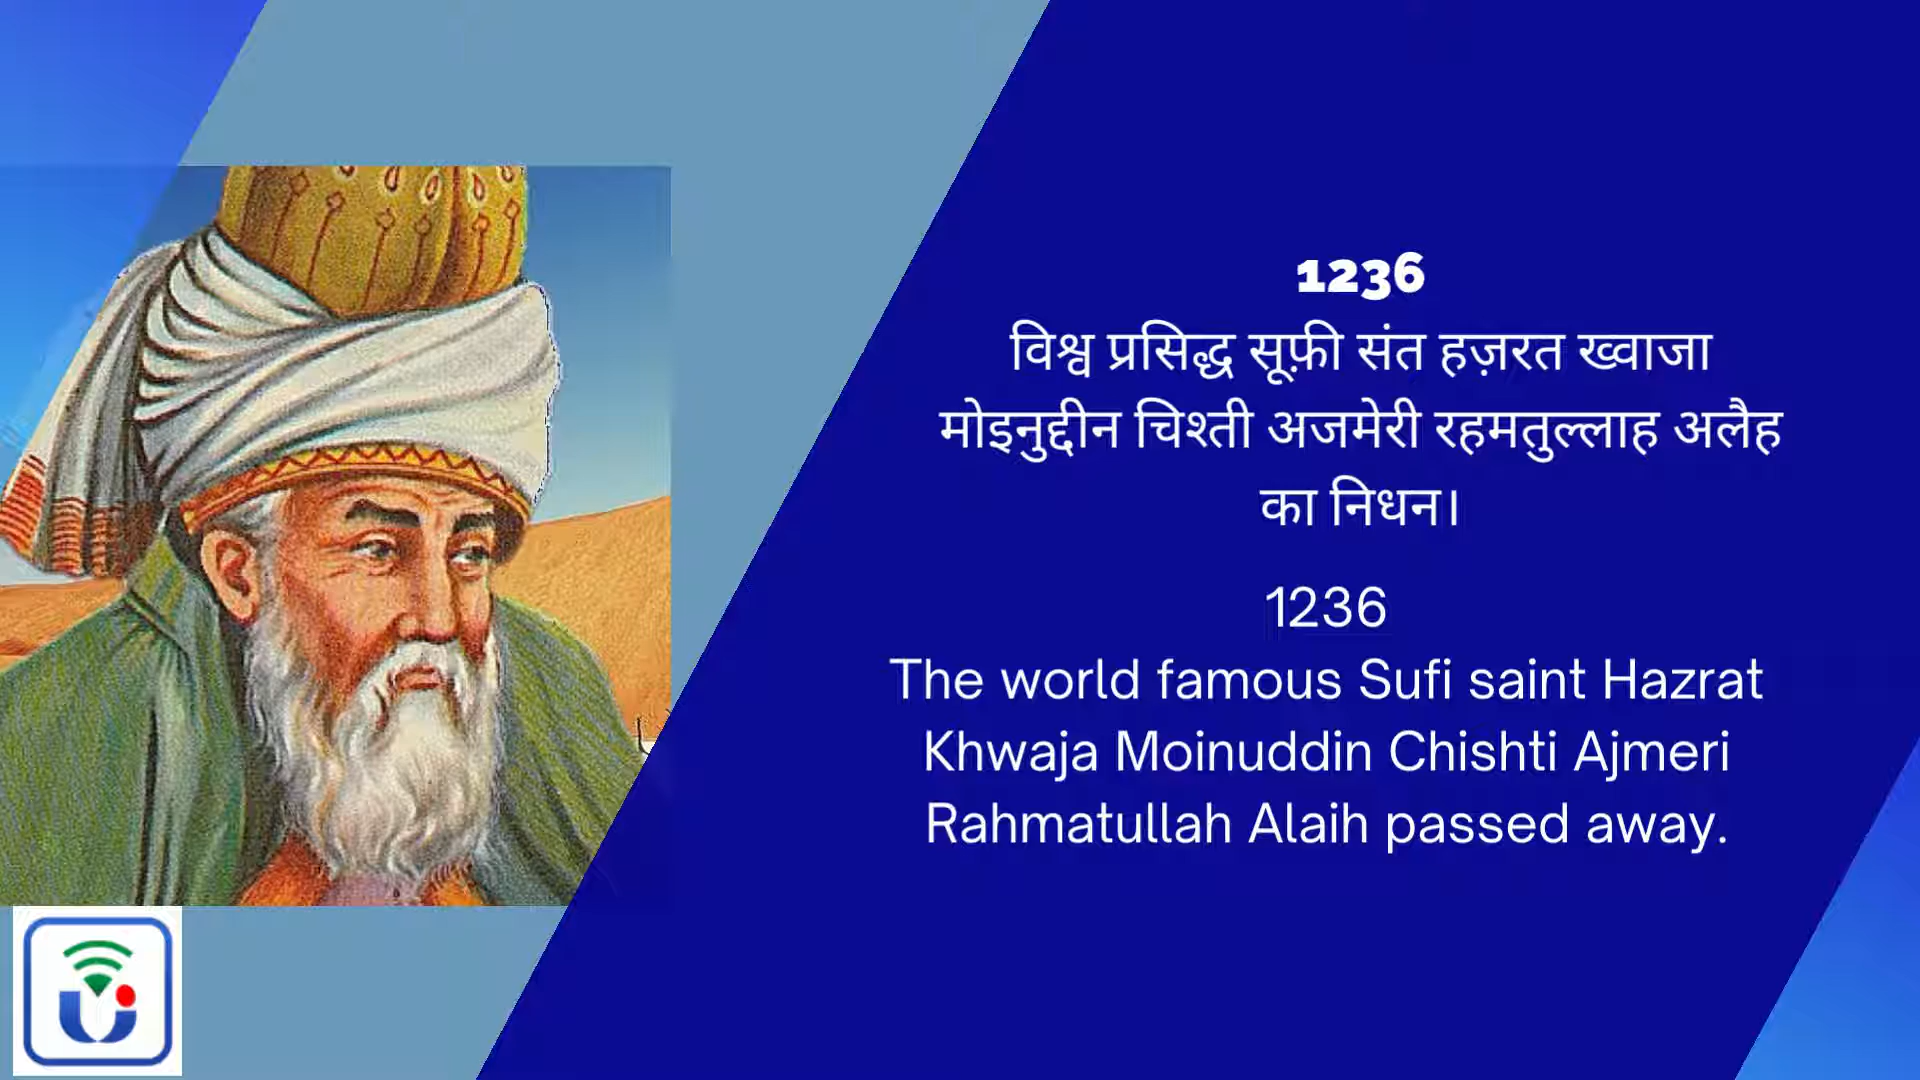 1236
विश्व प्रसिद्ध सूफ़ी संत हज़रत ख्वाजा
मोइनुद्दीन चिश्ती अजमेरी रहमतुल्लाह अलैह
का निधन।
1236
The world famous Sufi saint Hazrat
Khwaja Moinuddin Chishti Ajmeri
Rahmatullah Alaih passed away.